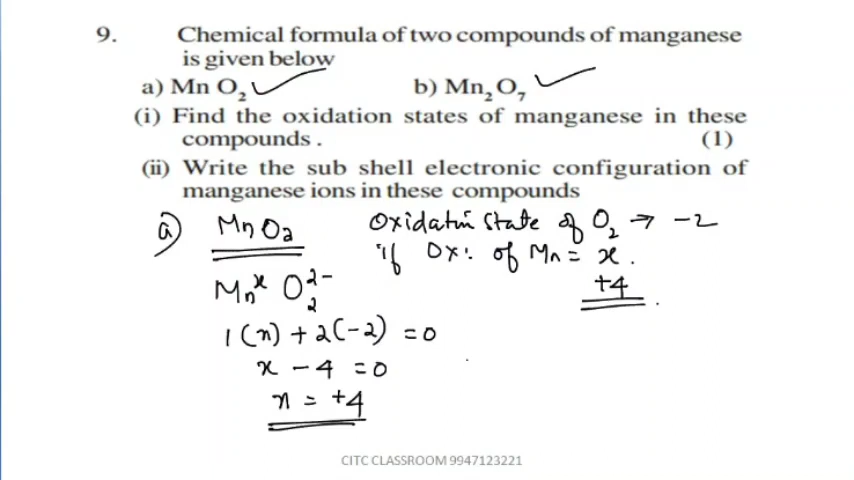 9. Chemical formula of two compounds of manganese
is given below
a) Mn O₂ b) Mn₂O₇
(i) Find the oxidation states of manganese in these
compounds . (1)
(ii) Write the sub shell electronic configuration of
manganese ions in these compounds
a) MnO₂ Oxidatin state of O₂ → -2
if Ox: of Mn = x .
Mnˣ O₂²⁻ +4 .
1(x) + 2(-2) = 0
x - 4 = 0
x = +4
CITC CLASSROOM 9947123221